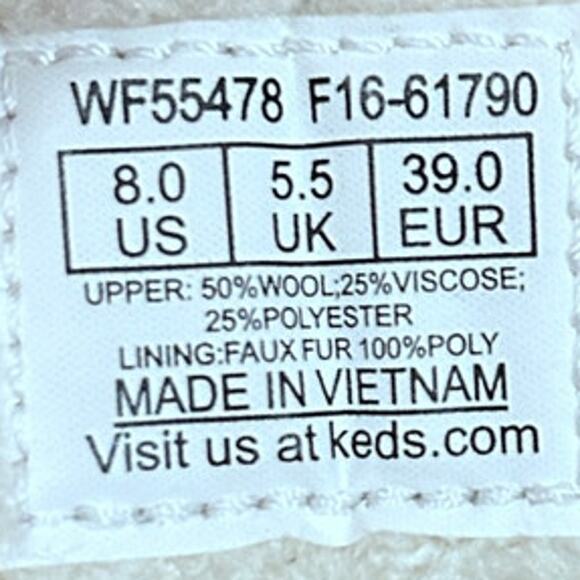 WF55478 F16-61790
8.0 5.5 39.0
US UK EUR
UPPER: 50%WOOL;25%VISCOSE;
25%POLYESTER
LINING:FAUX FUR 100%POLY
MADE IN VIETNAM
Visit us at keds.com